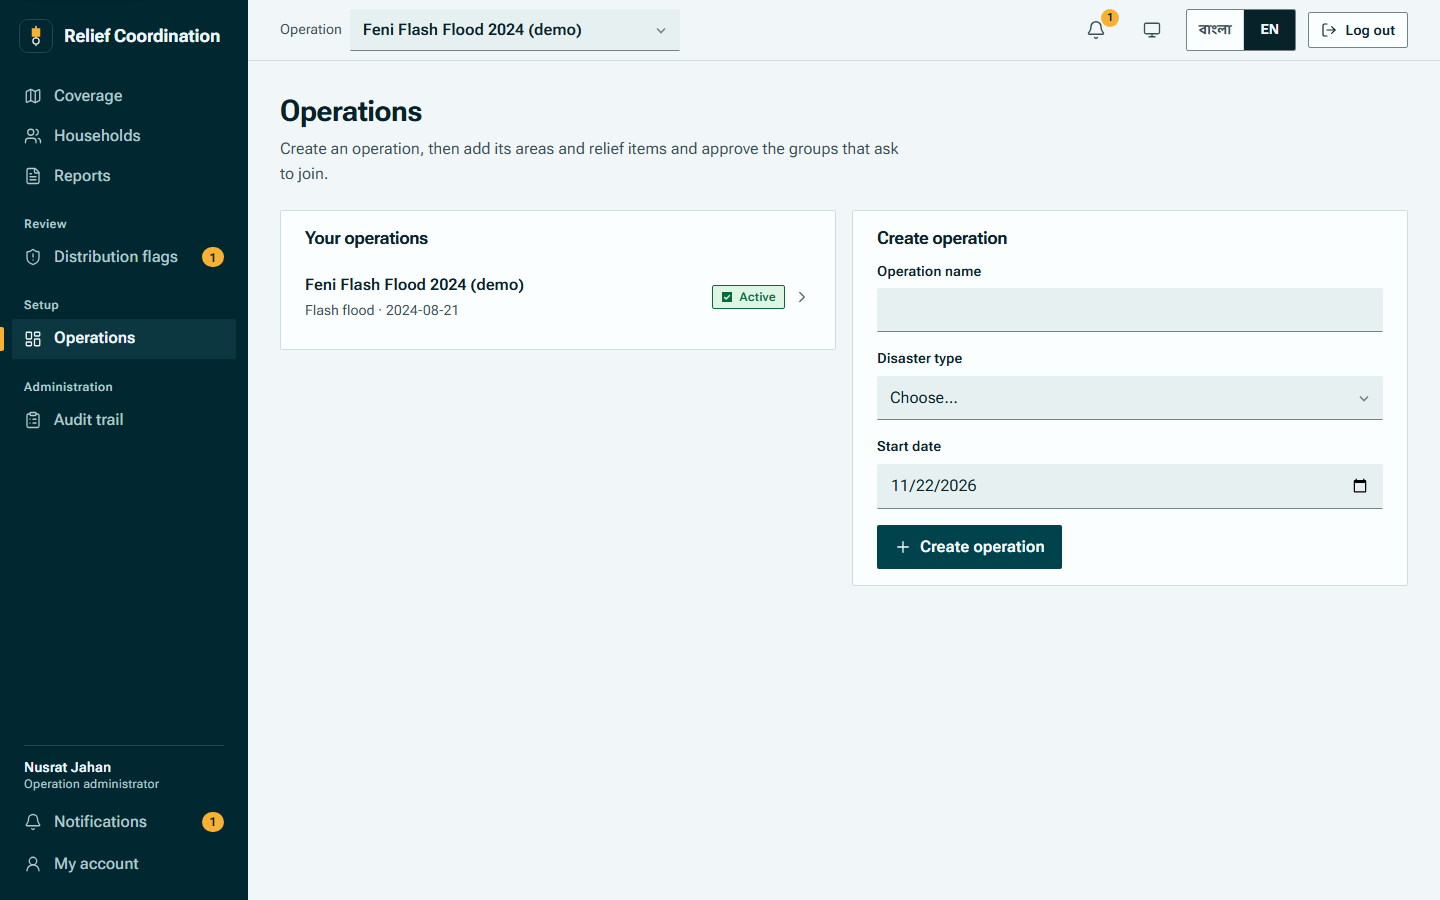 Relief Coordination
Coverage
Households
Reports
Review
Distribution flags 1
Setup
Operations
Administration
Audit trail
Nusrat Jahan
Operation administrator
Notifications 1
My account
Operation Feni Flash Flood 2024 (demo)
1
বাংলা EN
Log out
Operations
Create an operation, then add its areas and relief items and approve the groups that ask
to join.
Your operations
Feni Flash Flood 2024 (demo)
Flash flood · 2024-08-21
Active
Create operation
Operation name
Disaster type
Choose...
Start date
11/22/2026
Create operation